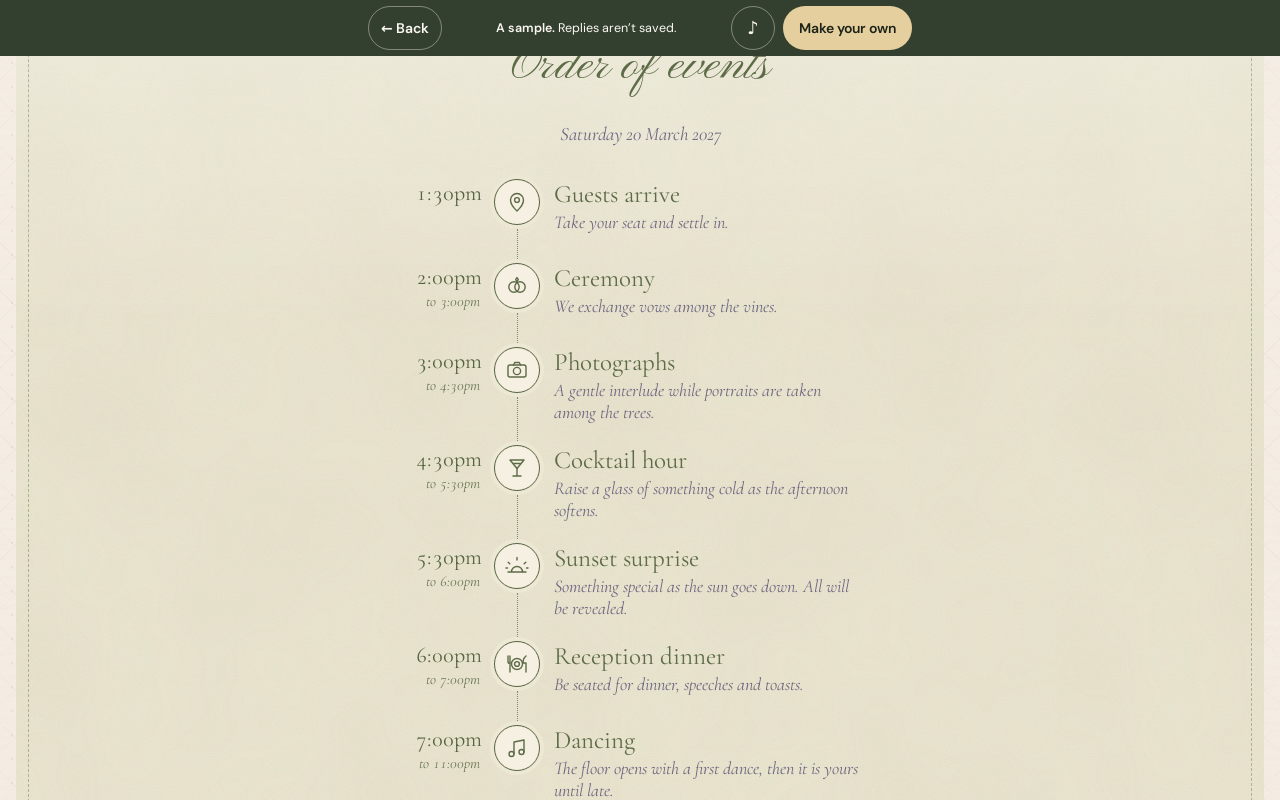 ← Back
A sample. Replies aren’t saved.
Make your own
Order of events
Saturday 20 March 2027
1:30pm
Guests arrive
Take your seat and settle in.
2:00pm
to 3:00pm
Ceremony
We exchange vows among the vines.
3:00pm
to 4:30pm
Photographs
A gentle interlude while portraits are taken
among the trees.
4:30pm
to 5:30pm
Cocktail hour
Raise a glass of something cold as the afternoon
softens.
5:30pm
to 6:00pm
Sunset surprise
Something special as the sun goes down. All will
be revealed.
6:00pm
to 7:00pm
Reception dinner
Be seated for dinner, speeches and toasts.
7:00pm
to 11:00pm
Dancing
The floor opens with a first dance, then it is yours
until late.